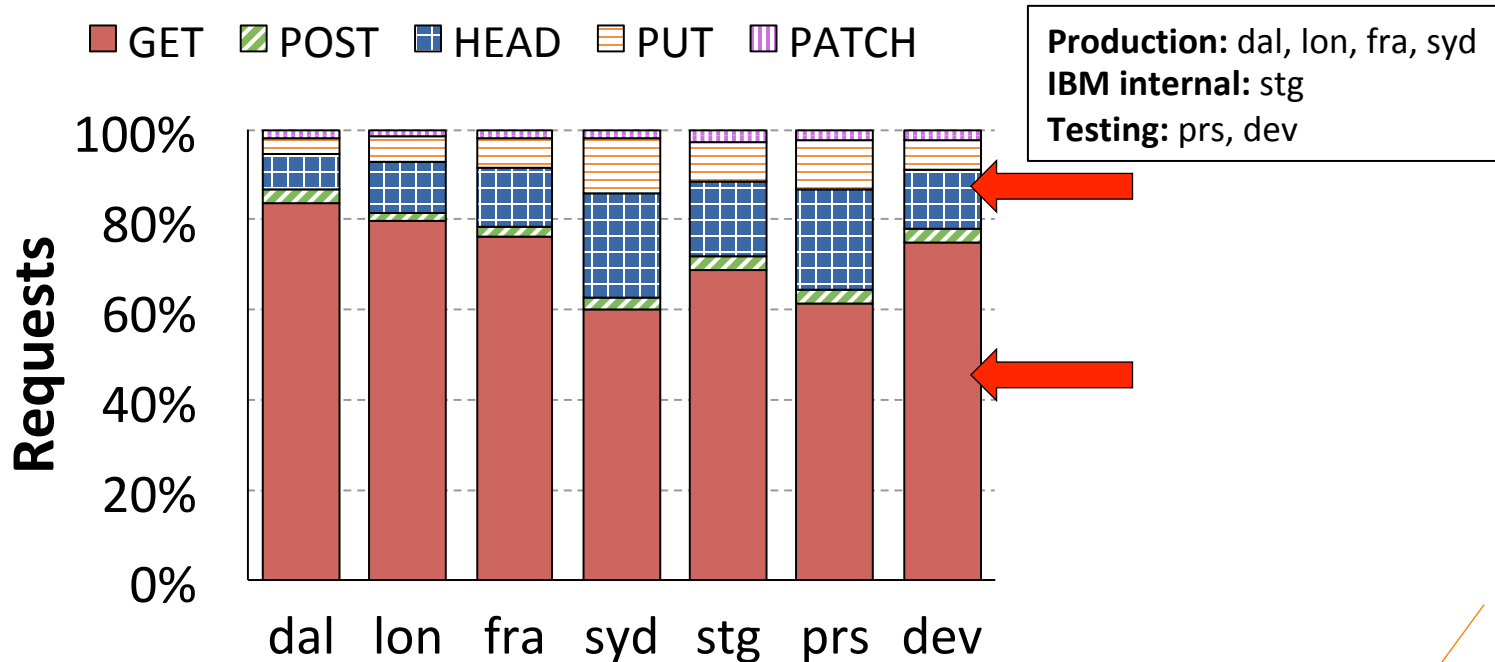 GET POST HEAD PUT PATCH
Production: dal, lon, fra, syd
IBM internal: stg
Testing: prs, dev
Requests
100%
80%
60%
40%
20%
0%
dal lon fra syd stg prs dev